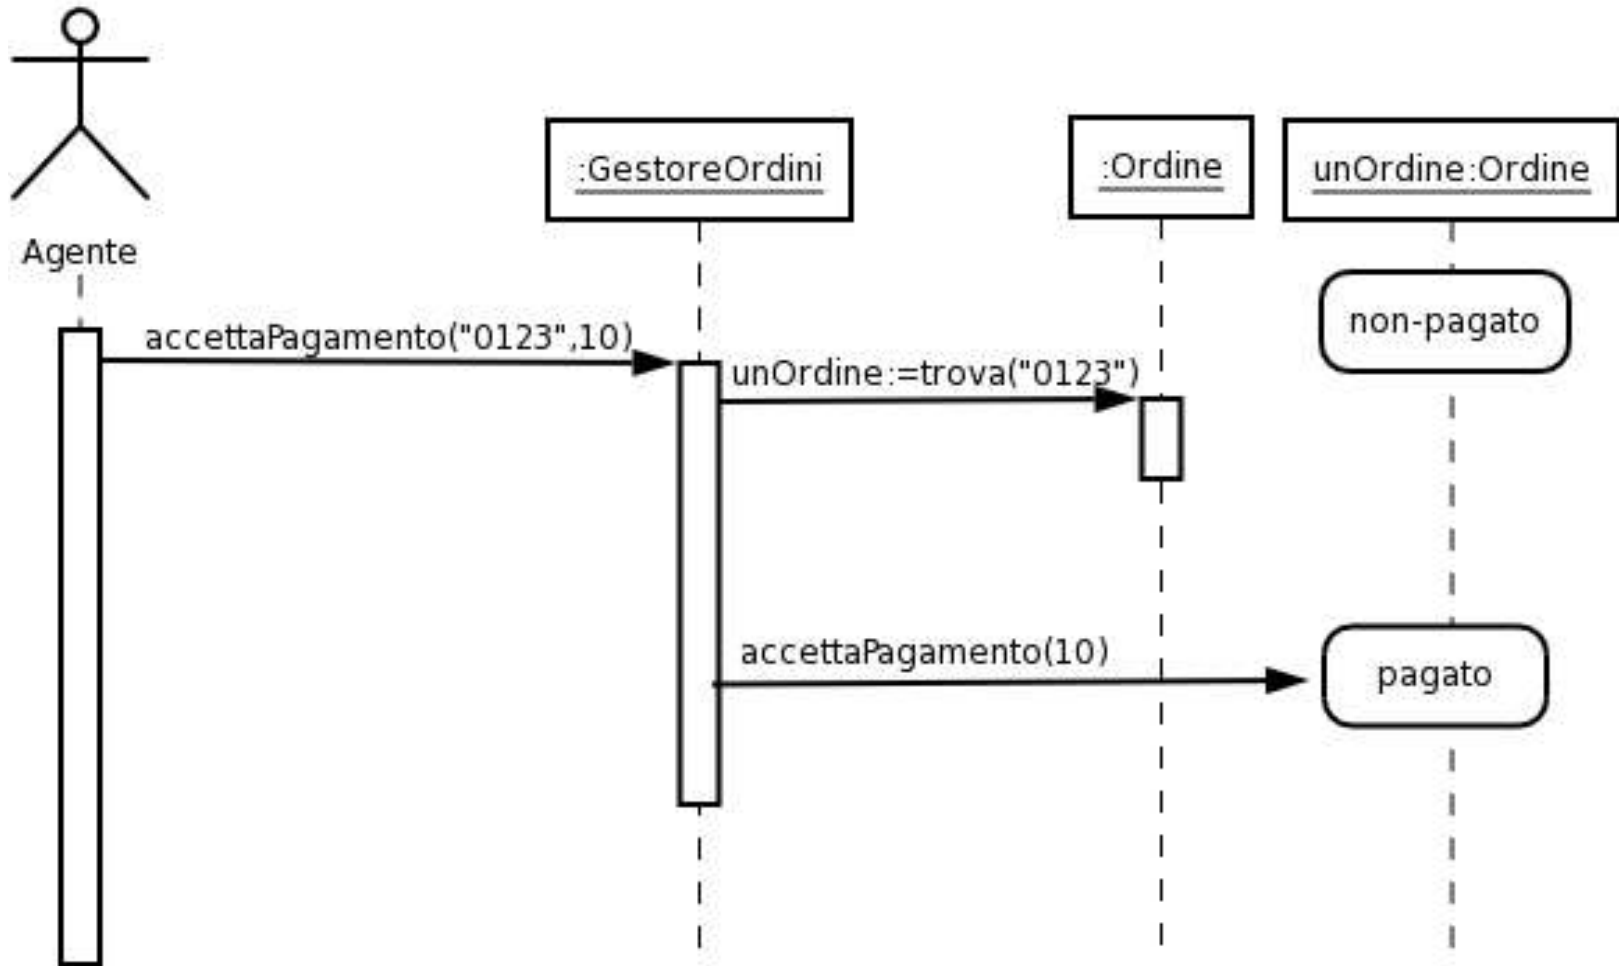 :GestoreOrdini
:Ordine
unOrdine:Ordine
Agente
non-pagato
accettaPagamento("0123",10)
unOrdine:=trova("0123")
accettaPagamento(10)
pagato